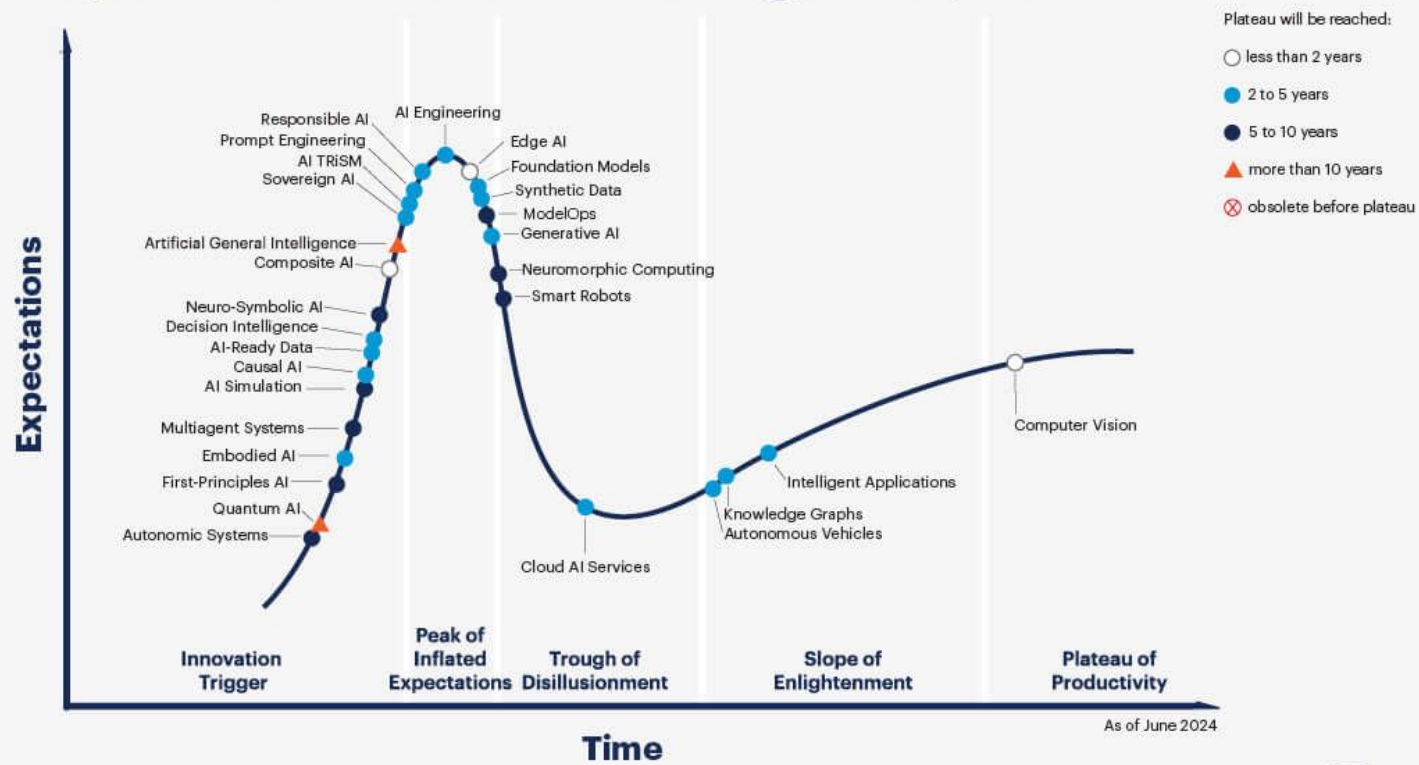 Plateau will be reached:
less than 2 years
2 to 5 years
5 to 10 years
more than 10 years
obsolete before plateau
Expectations
AI Engineering
Responsible AI
Prompt Engineering
AI TRiSM
Sovereign AI
Artificial General Intelligence
Composite AI
Neuro-Symbolic AI
Decision Intelligence
AI-Ready Data
Causal AI
AI Simulation
Multiagent Systems
Embodied AI
First-Principles AI
Quantum AI
Autonomic Systems
Edge AI
Foundation Models
Synthetic Data
ModelOps
Generative AI
Neuromorphic Computing
Smart Robots
Cloud AI Services
Intelligent Applications
Knowledge Graphs
Autonomous Vehicles
Computer Vision
Innovation
Trigger
Peak of
Inflated
Expectations
Trough of
Disillusionment
Slope of
Enlightenment
Plateau of
Productivity
As of June 2024
Time